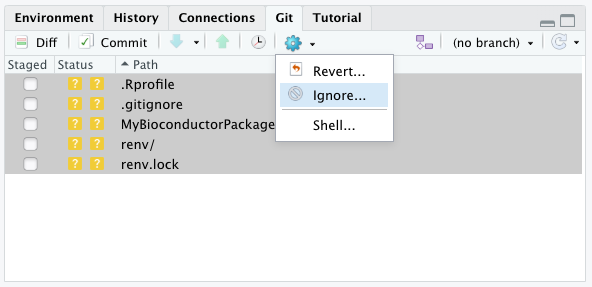 Environment History Connections Git Tutorial
Diff Commit (no branch)
Staged Status Path
Revert...
Ignore...
Shell...
? ? .Rprofile
? ? .gitignore
? ? MyBioconductorPackage
? ? renv/
? ? renv.lock